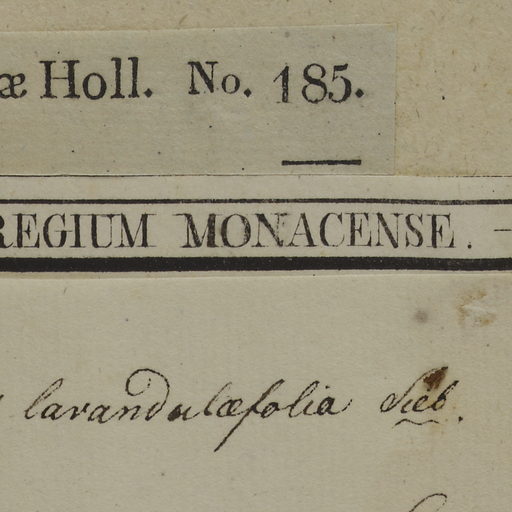 æ Holl. No. 185.
REGIUM MONACENSE. —
lavandulæfolia Sieb.